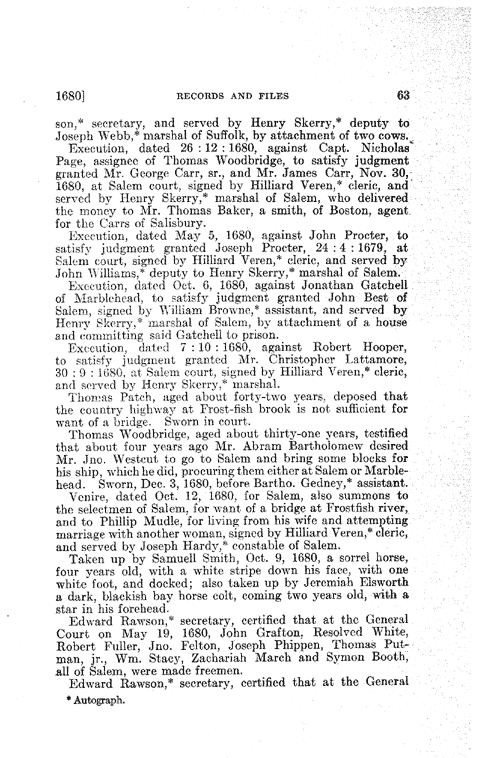 1680] RECORDS AND FILES 63
son,* secretary, and served by Henry Skerry,* deputy to
Joseph Webb,* marshal of Suffolk, by attachment of two cows.
Execution, dated 26 : 12 : 1680, against Capt. Nicholas
Page, assignee of Thomas Woodbridge, to satisfy judgment
granted Mr. George Carr, sr., and Mr. James Carr, Nov. 30,
1680, at Salem court, signed by Hilliard Veren,* cleric, and
served by Henry Skerry,* marshal of Salem, who delivered
the money to Mr. Thomas Baker, a smith, of Boston, agent
for the Carrs of Salisbury.
Execution, dated May 5, 1680, against John Procter, to
satisfy judgment granted Joseph Procter, 24 : 4 : 1679, at
Salem court, signed by Hilliard Veren,* cleric, and served by
John Williams,* deputy to Henry Skerry,* marshal of Salem.
Execution, dated Oct. 6, 1680, against Jonathan Gatchell
of Marblehead, to satisfy judgment granted John Best of
Salem, signed by William Browne,* assistant, and served by
Henry Skerry,* marshal of Salem, by attachment of a house
and committing said Gatchell to prison.
Execution, dated 7 : 10 : 1680, against Robert Hooper,
to satisfy judgment granted Mr. Christopher Lattamore,
30 : 9 : 1680, at Salem court, signed by Hilliard Veren,* cleric,
and served by Henry Skerry,* marshal.
Thomas Patch, aged about forty-two years, deposed that
the country highway at Frost-fish brook is not sufficient for
want of a bridge. Sworn in court.
Thomas Woodbridge, aged about thirty-one years, testified
that about four years ago Mr. Abram Bartholomew desired
Mr. Jno. Westcut to go to Salem and bring some blocks for
his ship, which he did, procuring them either at Salem or Marble-
head. Sworn, Dec. 3, 1680, before Bartho. Gedney,* assistant.
Venire, dated Oct. 12, 1680, for Salem, also summons to
the selectmen of Salem, for want of a bridge at Frostfish river,
and to Phillip Mudle, for living from his wife and attempting
marriage with another woman, signed by Hilliard Veren,* cleric,
and served by Joseph Hardy,* constable of Salem.
Taken up by Samuell Smith, Oct. 9, 1680, a sorrel horse,
four years old, with a white stripe down his face, with one
white foot, and docked; also taken up by Jeremiah Elsworth
a dark, blackish bay horse colt, coming two years old, with a
star in his forehead.
Edward Rawson,* secretary, certified that at the General
Court on May 19, 1680, John Grafton, Resolved White,
Robert Fuller, Jno. Felton, Joseph Phippen, Thomas Put-
man, jr., Wm. Stacy, Zachariah March and Symon Booth,
all of Salem, were made freemen.
Edward Rawson,* secretary, certified that at the General
* Autograph.